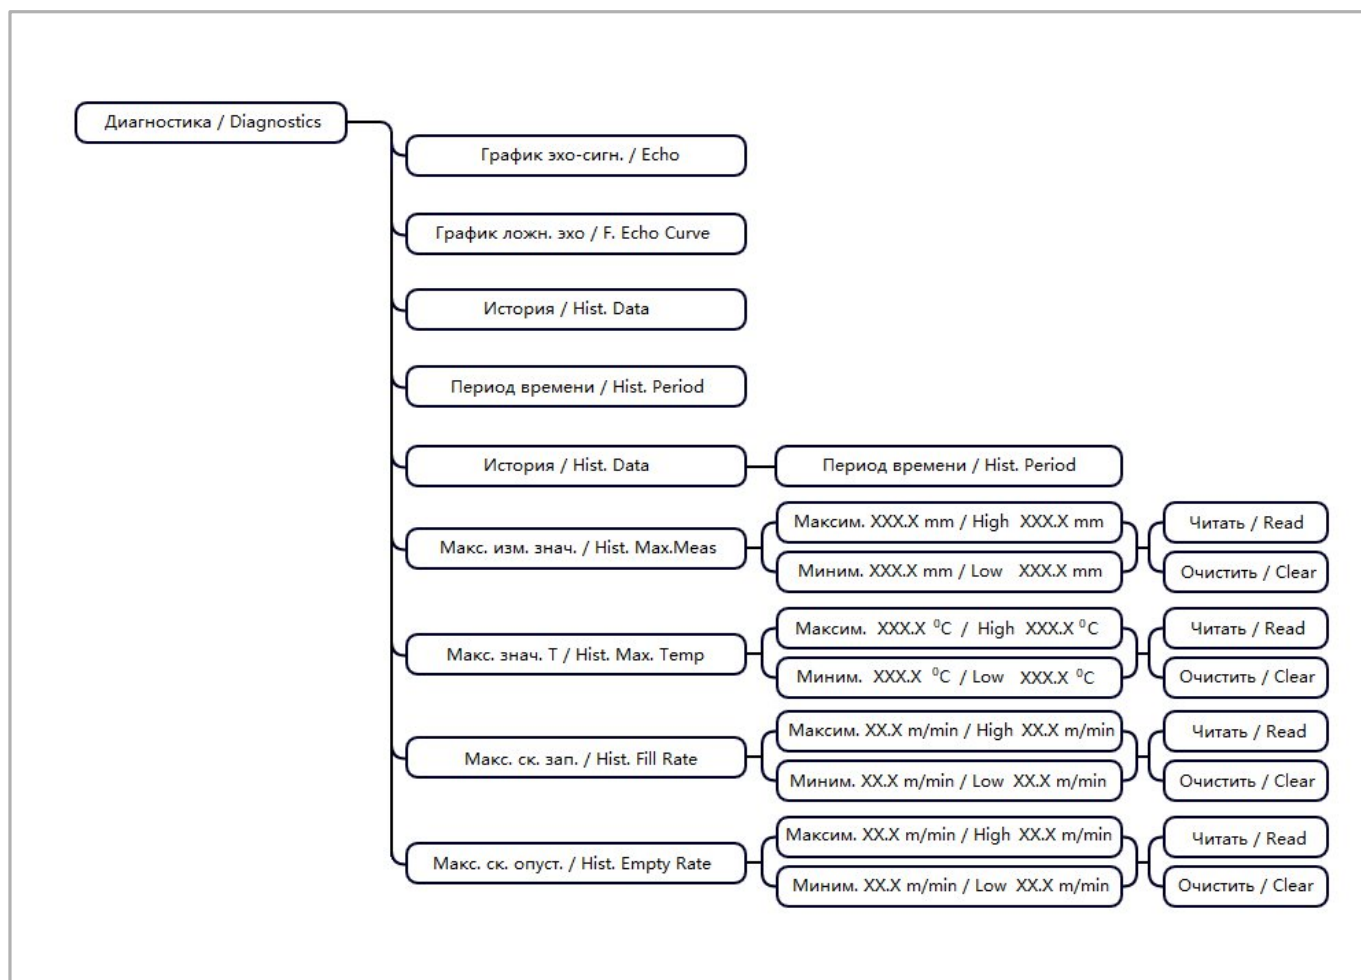 Диагностика / Diagnostics
График эхо-сигн. / Echo
График ложн. эхо / F. Echo Curve
История / Hist. Data
Период времени / Hist. Period
История / Hist. Data
Период времени / Hist. Period
Макс. изм. знач. / Hist. Max.Meas
Максим. XXX.X mm / High XXX.X mm
Миним. XXX.X mm / Low XXX.X mm
Читать / Read
Очистить / Clear
Макс. знач. T / Hist. Max. Temp
Максим. XXX.X ⁰C / High XXX.X ⁰C
Миним. XXX.X ⁰C / Low XXX.X ⁰C
Читать / Read
Очистить / Clear
Макс. ск. зап. / Hist. Fill Rate
Максим. XX.X m/min / High XX.X m/min
Миним. XX.X m/min / Low XX.X m/min
Читать / Read
Очистить / Clear
Макс. ск. опуст. / Hist. Empty Rate
Максим. XX.X m/min / High XX.X m/min
Миним. XX.X m/min / Low XX.X m/min
Читать / Read
Очистить / Clear